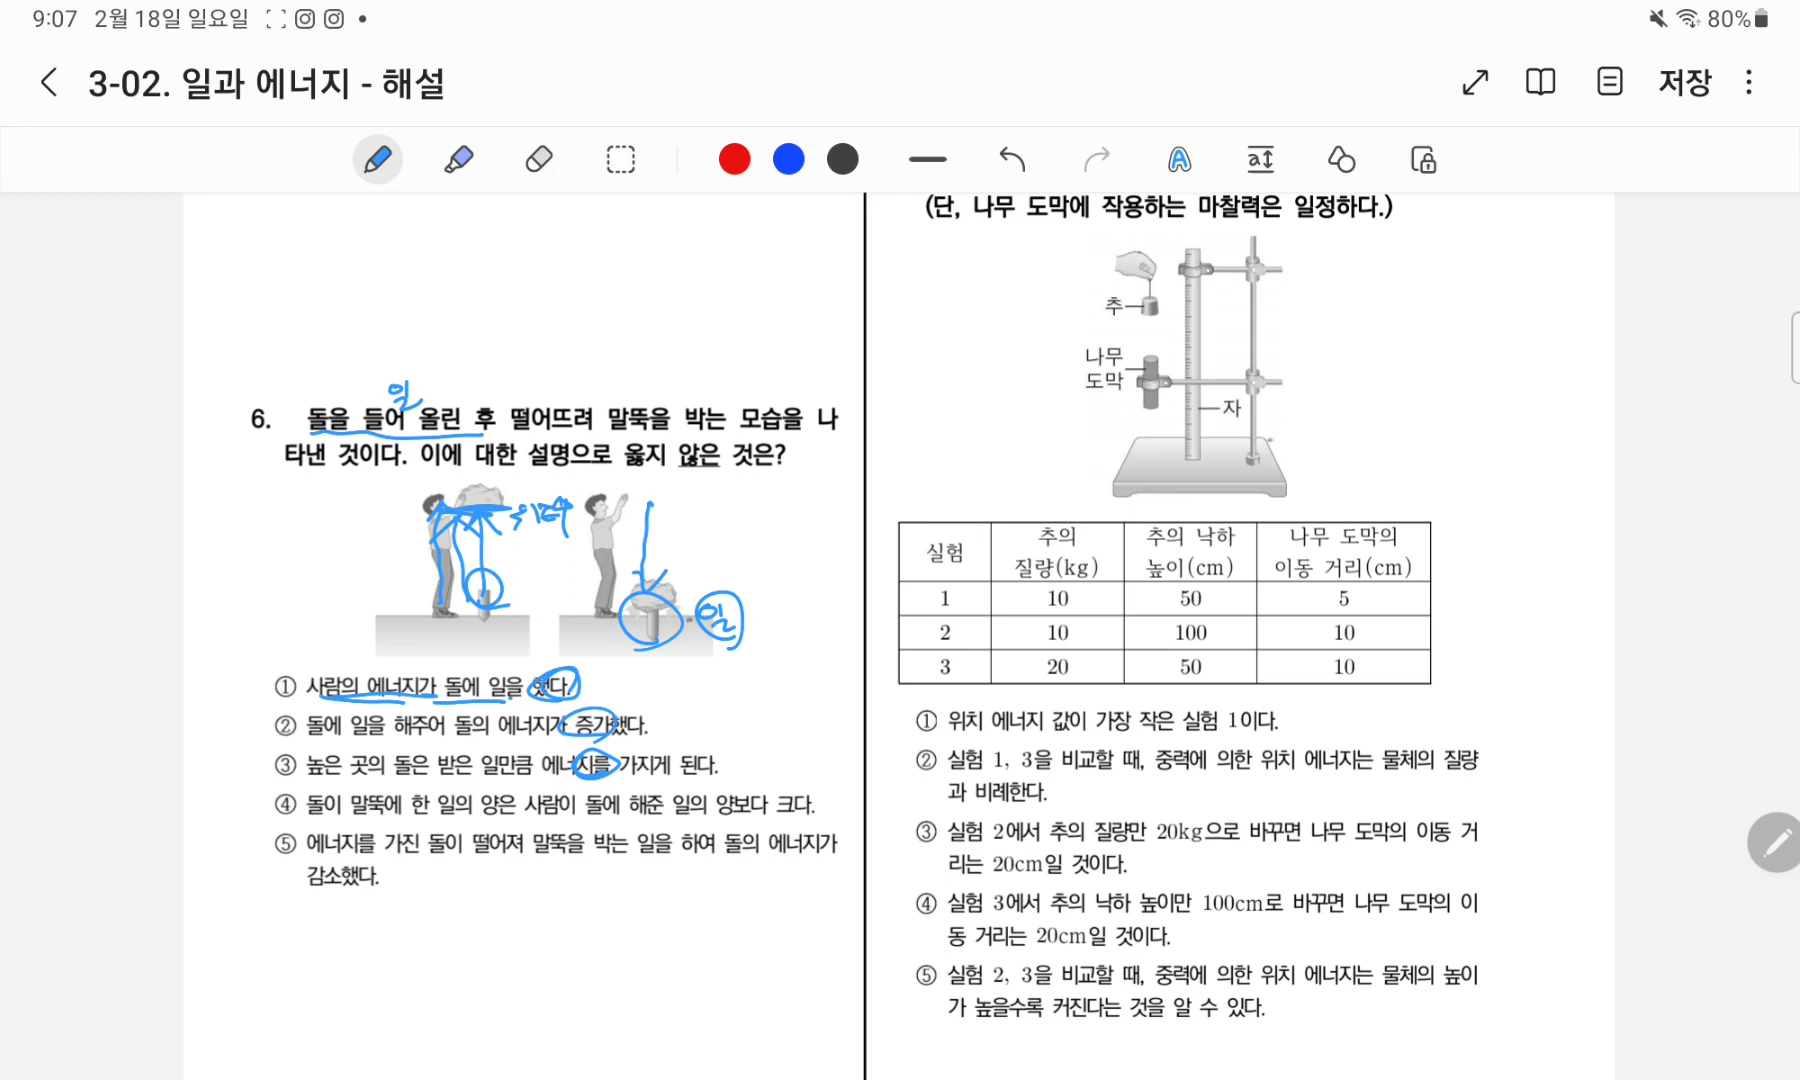 9:07 2월 18일 일요일
80%
3-02. 일과 에너지 - 해설
저장
일
6. 돌을 들어 올린 후 떨어뜨려 말뚝을 박는 모습을 나
타낸 것이다. 이에 대한 설명으로 옳지 않은 것은?
일
① 사람의 에너지가 돌에 일을 했다.
② 돌에 일을 해주어 돌의 에너지가 증가했다.
③ 높은 곳의 돌은 받은 일만큼 에너지를 가지게 된다.
④ 돌이 말뚝에 한 일의 양은 사람이 돌에 해준 일의 양보다 크다.
⑤ 에너지를 가진 돌이 떨어져 말뚝을 박는 일을 하여 돌의 에너지가
감소했다.
(단, 나무 도막에 작용하는 마찰력은 일정하다.)
추
나무
도막
자
실험 추의 질량(kg) 추의 낙하 높이(cm) 나무 도막의 이동 거리(cm)
1 10 50 5
2 10 100 10
3 20 50 10
① 위치 에너지 값이 가장 작은 실험 1이다.
② 실험 1, 3을 비교할 때, 중력에 의한 위치 에너지는 물체의 질량
과 비례한다.
③ 실험 2에서 추의 질량만 20kg으로 바꾸면 나무 도막의 이동 거
리는 20cm일 것이다.
④ 실험 3에서 추의 낙하 높이만 100cm로 바꾸면 나무 도막의 이
동 거리는 20cm일 것이다.
⑤ 실험 2, 3을 비교할 때, 중력에 의한 위치 에너지는 물체의 높이
가 높을수록 커진다는 것을 알 수 있다.